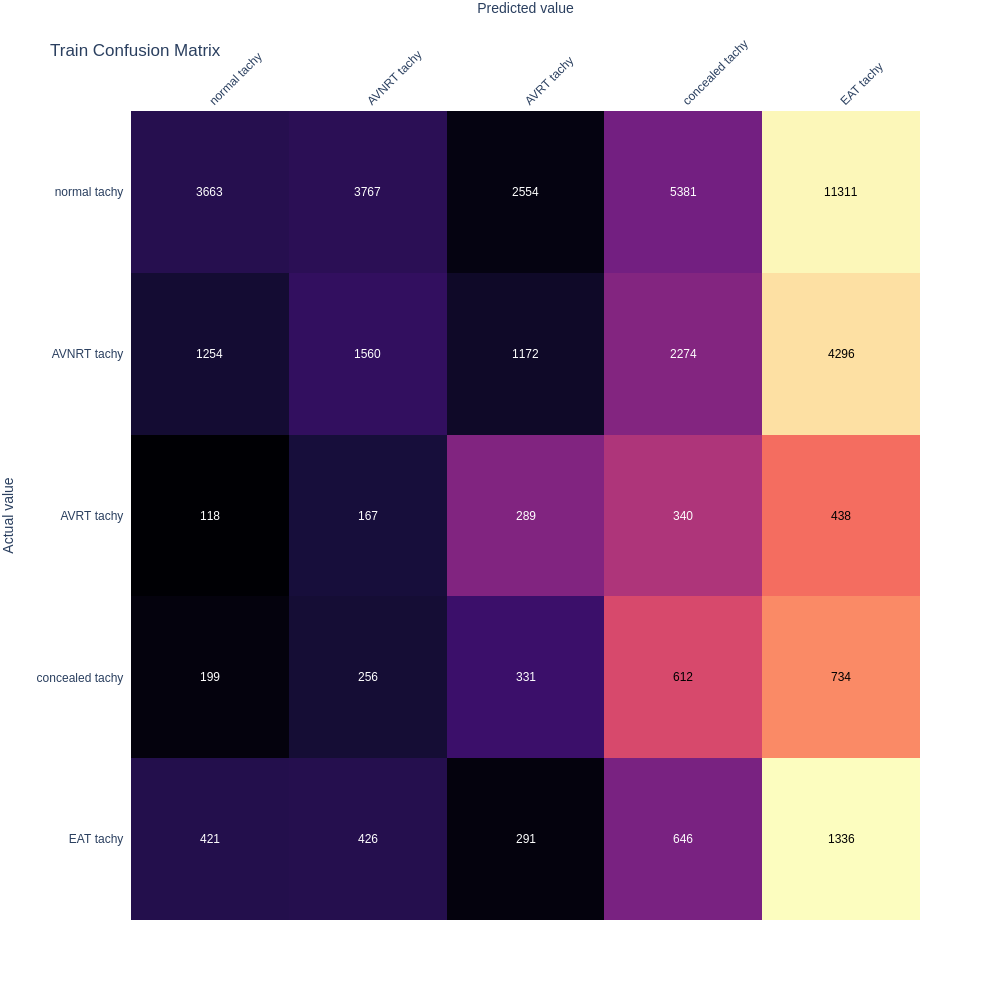 Predicted value
Train Confusion Matrix
normal tachy
AVNRT tachy
AVRT tachy
concealed tachy
EAT tachy
Actual value
normal tachy 3663 3767 2554 5381 11311
AVNRT tachy 1254 1560 1172 2274 4296
AVRT tachy 118 167 289 340 438
concealed tachy 199 256 331 612 734
EAT tachy 421 426 291 646 1336